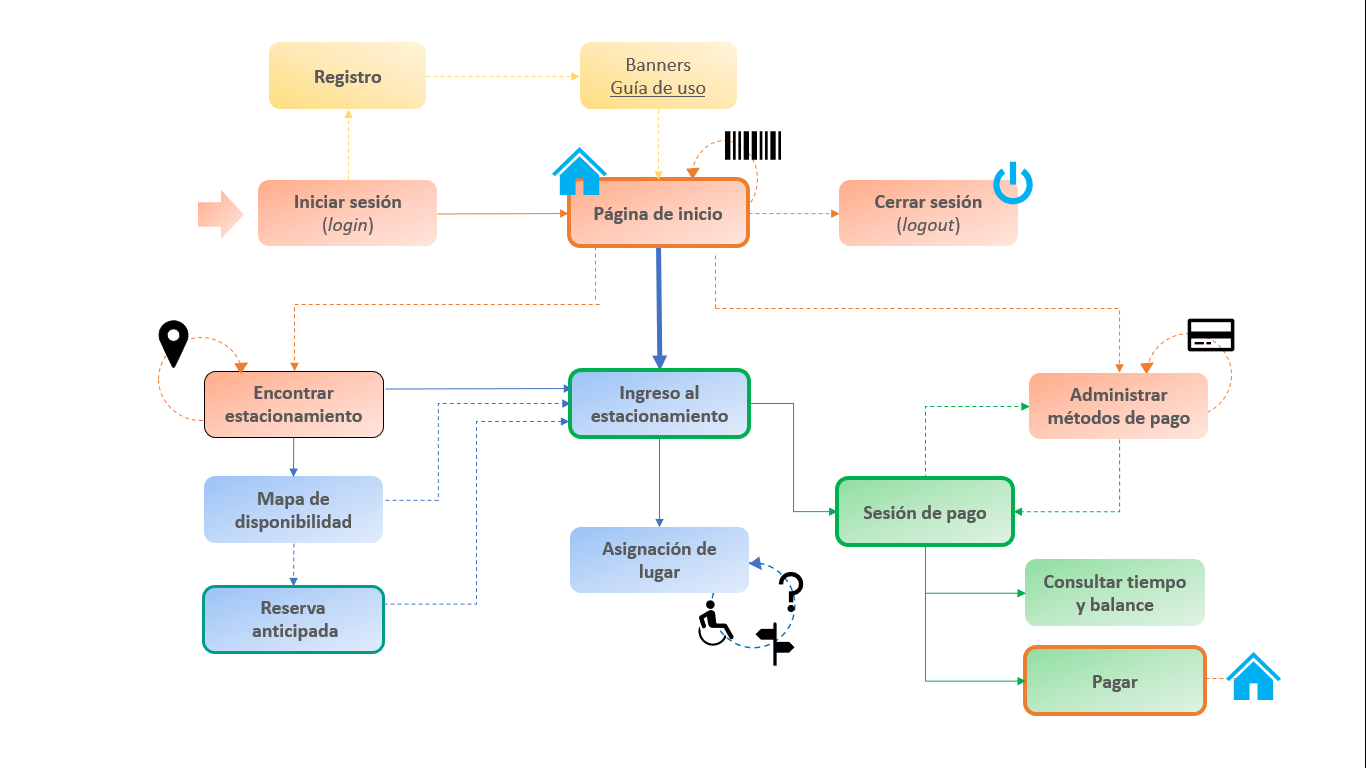 Registro
Banners
Guía de uso
Iniciar sesión
(login)
Página de inicio
Cerrar sesión
(logout)
Encontrar
estacionamiento
Ingreso al
estacionamiento
Administrar
métodos de pago
Mapa de
disponibilidad
Sesión de pago
Asignación de
lugar
?
Consultar tiempo
y balance
Reserva
anticipada
Pagar